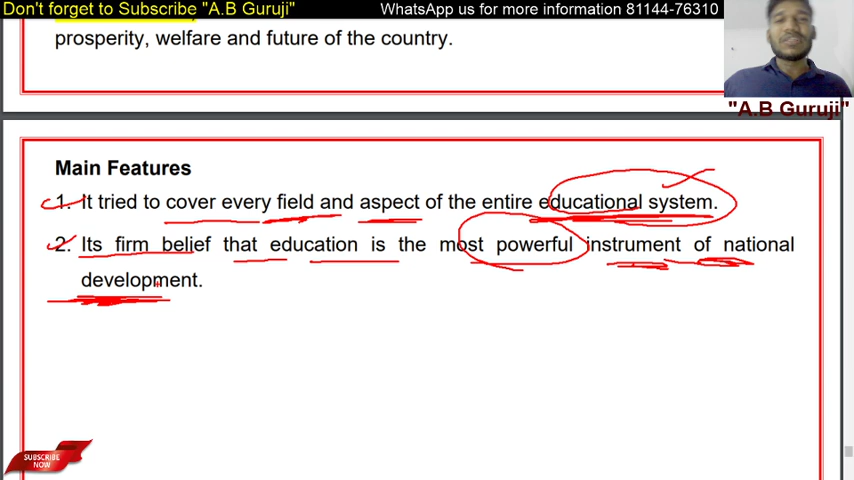 Don't forget to Subscribe "A.B Guruji"
WhatsApp us for more information 81144-76310
prosperity, welfare and future of the country.
"A.B Guruji"
Main Features
1. It tried to cover every field and aspect of the entire educational system.
2. Its firm belief that education is the most powerful instrument of national
development.
SUBSCRIBE
NOW